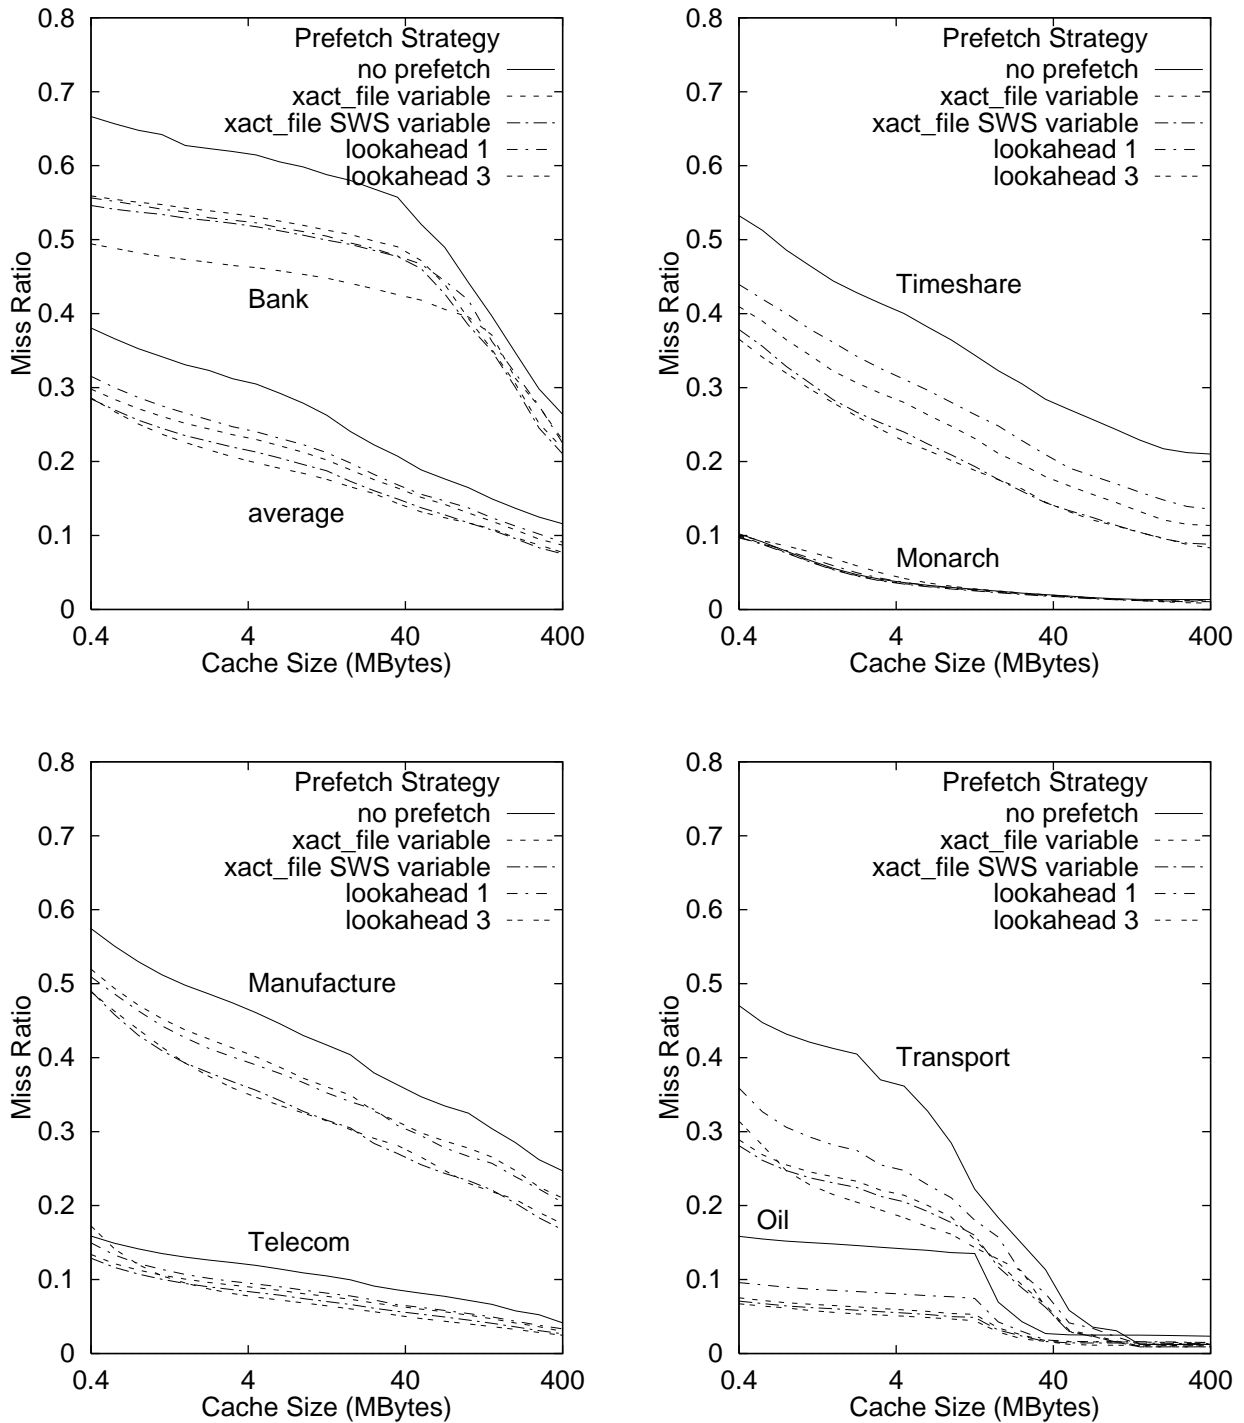 0.8
Prefetch Strategy
no prefetch
xact_file variable
xact_file SWS variable
lookahead 1
lookahead 3
0.7
0.6
0.5
0.4
0.3
0.2
0.1
0
Miss Ratio
Bank
average
0.4 4 40 400
Cache Size (MBytes)
0.8
Prefetch Strategy
no prefetch
xact_file variable
xact_file SWS variable
lookahead 1
lookahead 3
0.7
0.6
0.5
0.4
0.3
0.2
0.1
0
Miss Ratio
Timeshare
Monarch
0.4 4 40 400
Cache Size (MBytes)
0.8
Prefetch Strategy
no prefetch
xact_file variable
xact_file SWS variable
lookahead 1
lookahead 3
0.7
0.6
0.5
0.4
0.3
0.2
0.1
0
Miss Ratio
Manufacture
Telecom
0.4 4 40 400
Cache Size (MBytes)
0.8
Prefetch Strategy
no prefetch
xact_file variable
xact_file SWS variable
lookahead 1
lookahead 3
0.7
0.6
0.5
0.4
0.3
0.2
0.1
0
Miss Ratio
Transport
Oil
0.4 4 40 400
Cache Size (MBytes)